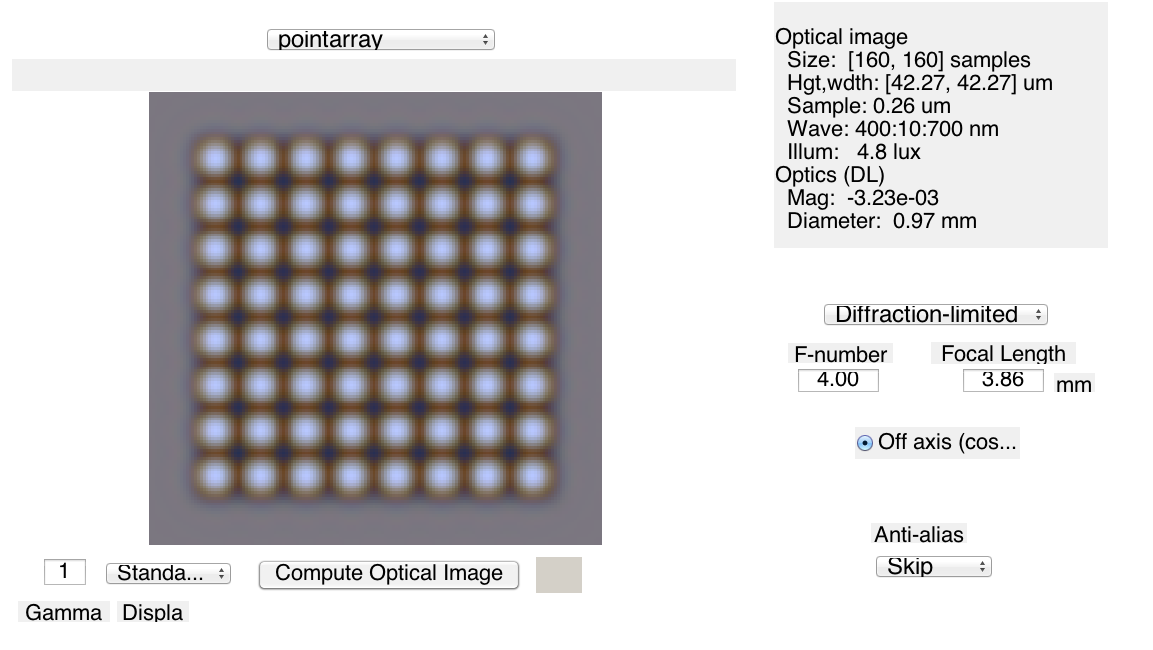 pointarray
Optical image
Size: [160, 160] samples
Hgt,wdth: [42.27, 42.27] um
Sample: 0.26 um
Wave: 400:10:700 nm
Illum: 4.8 lux
Optics (DL)
Mag: -3.23e-03
Diameter: 0.97 mm
Diffraction-limited
F-number Focal Length
4.00 3.86 mm
Off axis (cos...
Anti-alias
Skip
1 Standa... Compute Optical Image
Gamma Displa